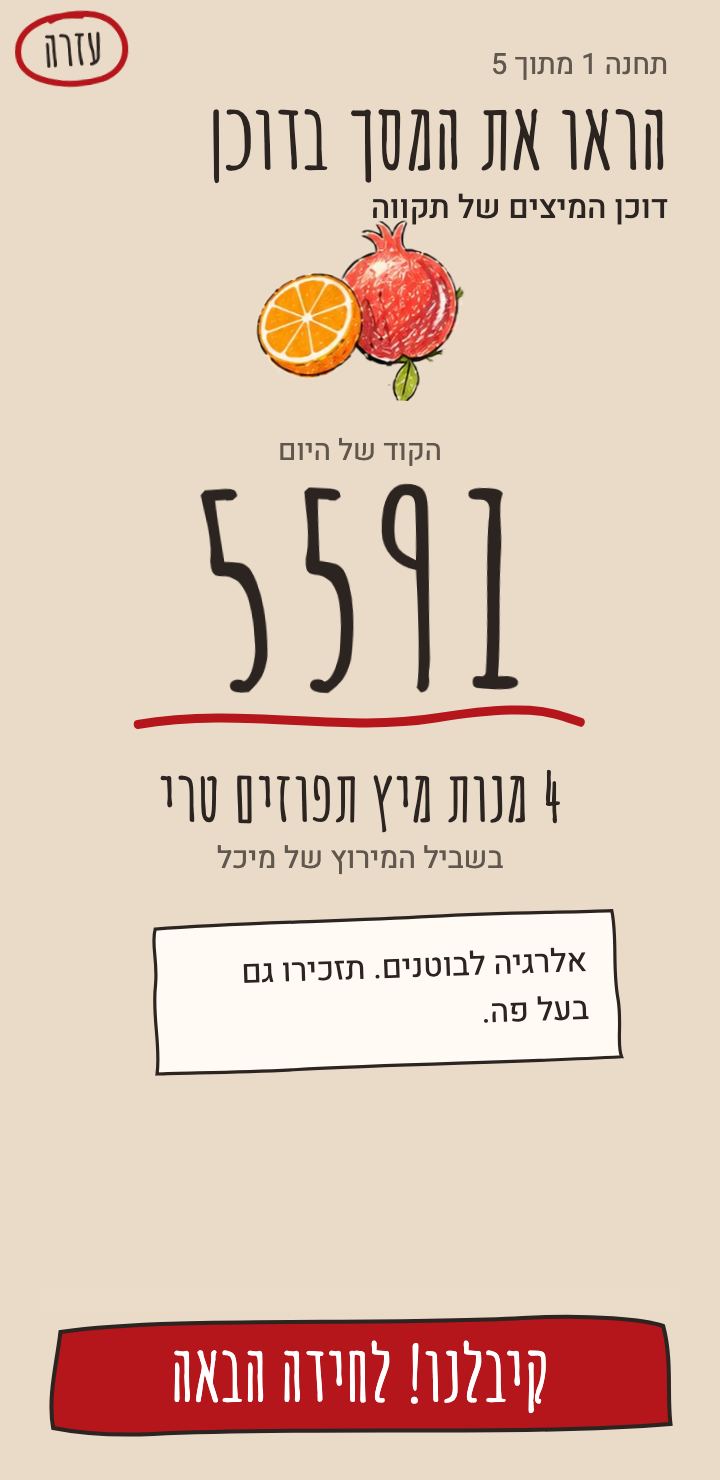 עזרה
תחנה 1 מתוך 5
הראו את המסך בדוכן
דוכן המיצים של תקווה
הקוד של היום
5591
4 מנות מיץ תפוזים טרי
בשביל המירוץ של מיכל
אלרגיה לבוטנים. תזכירו גם
בעל פה.
קיבלנו! לחידה הבאה